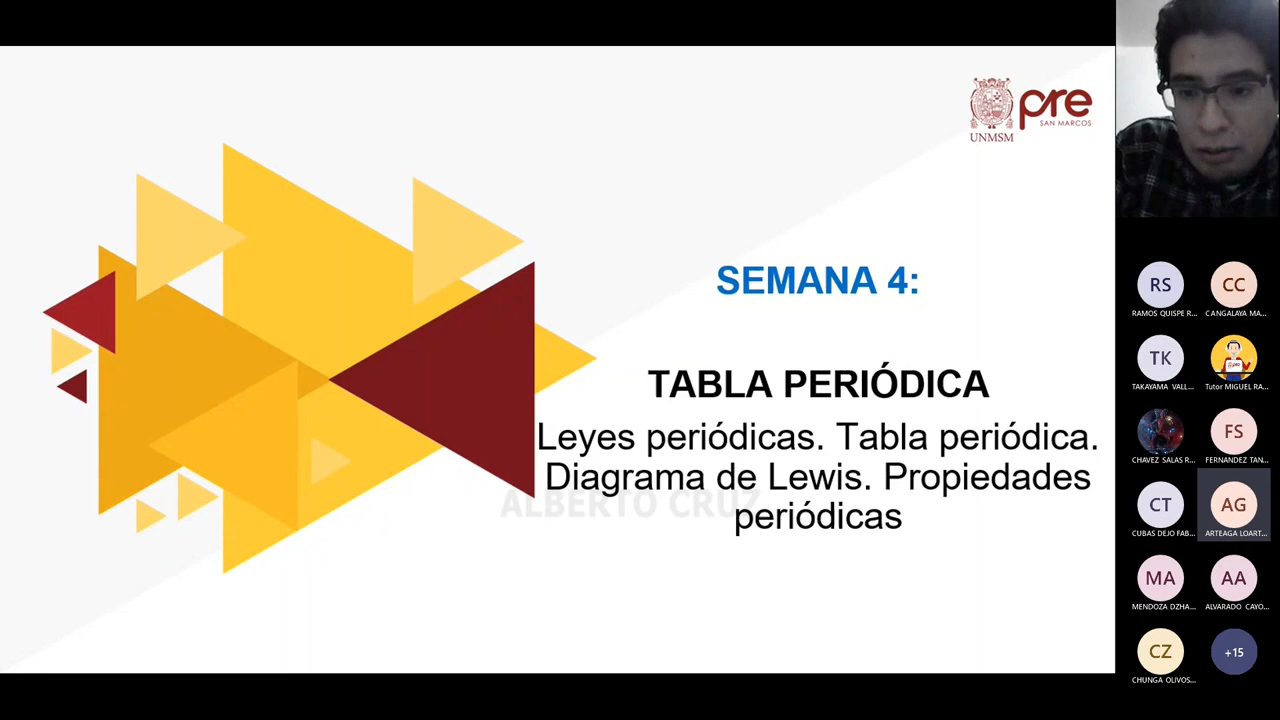 pre
SAN MARCOS
UNMSM
SEMANA 4:
TABLA PERIÓDICA
Leyes periódicas. Tabla periódica.
Diagrama de Lewis. Propiedades
periódicas
ALBERTO CRUZ
RS
CC
RAMOS QUISPE R...
CANGALAYA MA...
TK
TAKAYAMA VALL...
Tutor MIGUEL RA...
FS
CHAVEZ SALAS R...
FERNANDEZ TAN...
CT
AG
CUBAS DEJO FAB...
ARTEAGA LOART...
MA
AA
MENDOZA DZHA...
ALVARADO CAYO...
CZ
+15
CHUNGA OLIVOS...